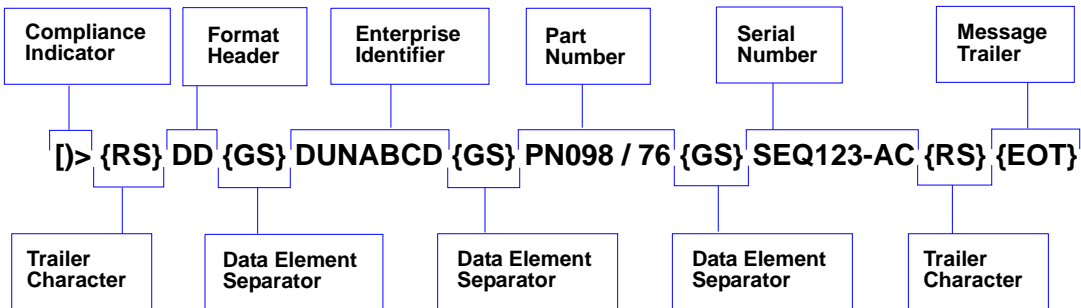 Compliance
Indicator
Format
Header
Enterprise
Identifier
Part
Number
Serial
Number
Message
Trailer
[)> {RS} DD {GS} DUNABCD {GS} PN098 / 76 {GS} SEQ123-AC {RS} {EOT}
Trailer
Character
Data Element
Separator
Data Element
Separator
Data Element
Separator
Trailer
Character